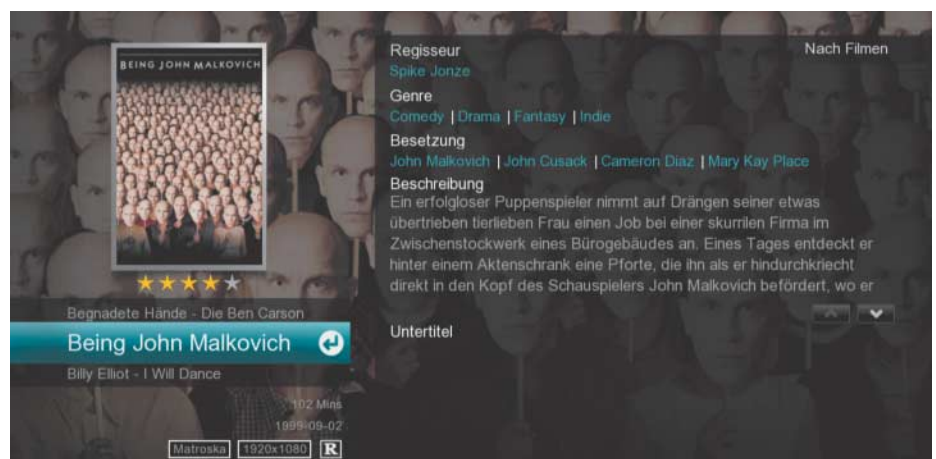 BEING JOHN MALKOVICH
Begnadete Hände - Die Ben Carson
Being John Malkovich
Billy Elliot - I Will Dance
102 Mins
1999-09-02
Matroska 1920x1080 R
Nach Filmen
Regisseur
Spike Jonze
Genre
Comedy | Drama | Fantasy | Indie
Besetzung
John Malkovich | John Cusack | Cameron Diaz | Mary Kay Place
Beschreibung
Ein erfolgloser Puppenspieler nimmt auf Drängen seiner etwas
übertrieben tierlieben Frau einen Job bei einer skurrilen Firma im
Zwischenstockwerk eines Bürogebäudes an. Eines Tages entdeckt er
hinter einem Aktenschrank eine Pforte, die ihn als er hindurchkriecht
direkt in den Kopf des Schauspielers John Malkovich befördert, wo er
Untertitel